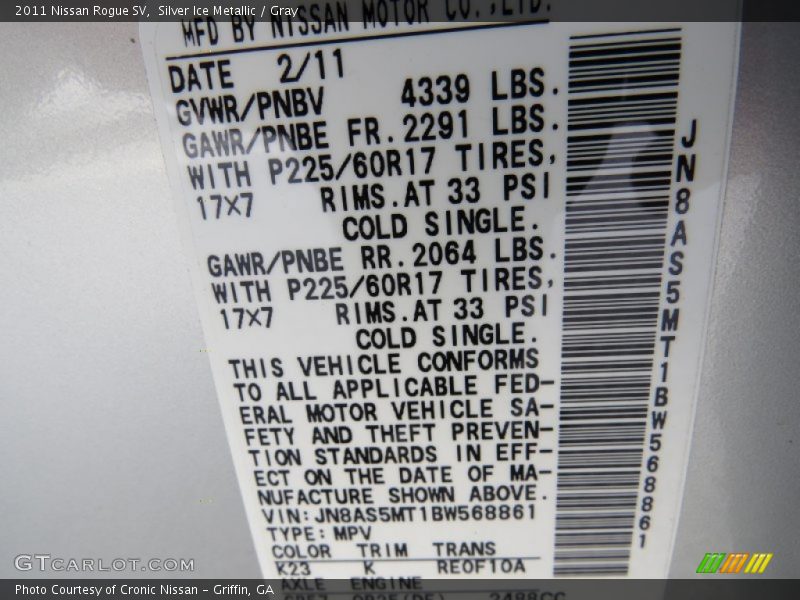 2011 Nissan Rogue SV, Silver Ice Metallic / Gray
MFD BY NISSAN MOTOR CO.,LTD.
DATE 2/11
GVWR/PNBV 4339 LBS.
GAWR/PNBE FR. 2291 LBS.
WITH P225/60R17 TIRES,
17X7 RIMS.AT 33 PSI
COLD SINGLE.
GAWR/PNBE RR. 2064 LBS.
WITH P225/60R17 TIRES,
17X7 RIMS.AT 33 PSI
COLD SINGLE.
THIS VEHICLE CONFORMS
TO ALL APPLICABLE FED-
ERAL MOTOR VEHICLE SA-
FETY AND THEFT PREVEN-
TION STANDARDS IN EFF-
ECT ON THE DATE OF MA-
NUFACTURE SHOWN ABOVE.
VIN:JN8AS5MT1BW568861
TYPE:MPV
COLOR TRIM TRANS
K23 K RE0F10A
AXLE ENGINE
2488CC
JN8AS5MT1BW568861
GTCARLOT.COM
Photo Courtesy of Cronic Nissan – Griffin, GA